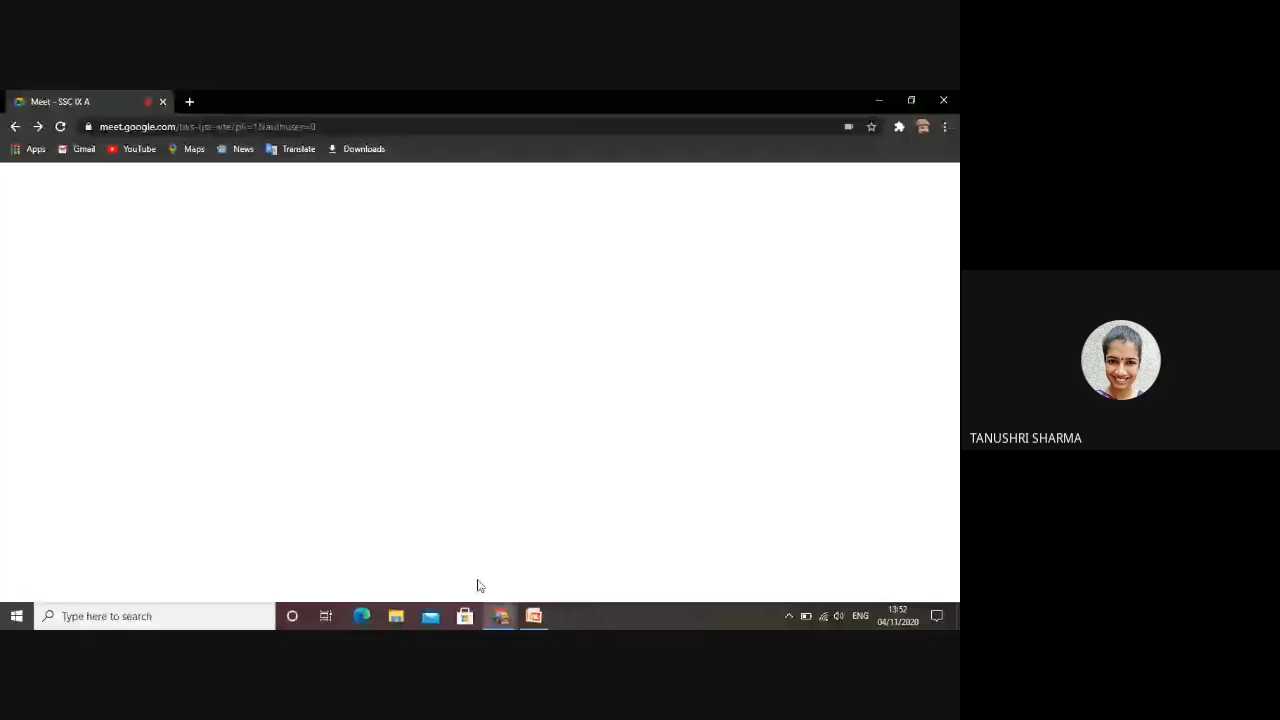 Meet - SSC IX A
meet.google.com
Apps Gmail YouTube Maps News Translate Downloads
TANUSHRI SHARMA
Type here to search
ENG
13:52
04/11/2020